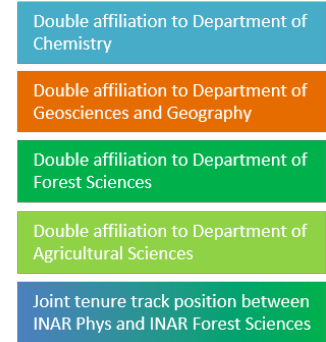 Double affiliation to Department of
Chemistry
Double affiliation to Department of
Geosciences and Geography
Double affiliation to Department of
Forest Sciences
Double affiliation to Department of
Agricultural Sciences
Joint tenure track position between
INAR Phys and INAR Forest Sciences